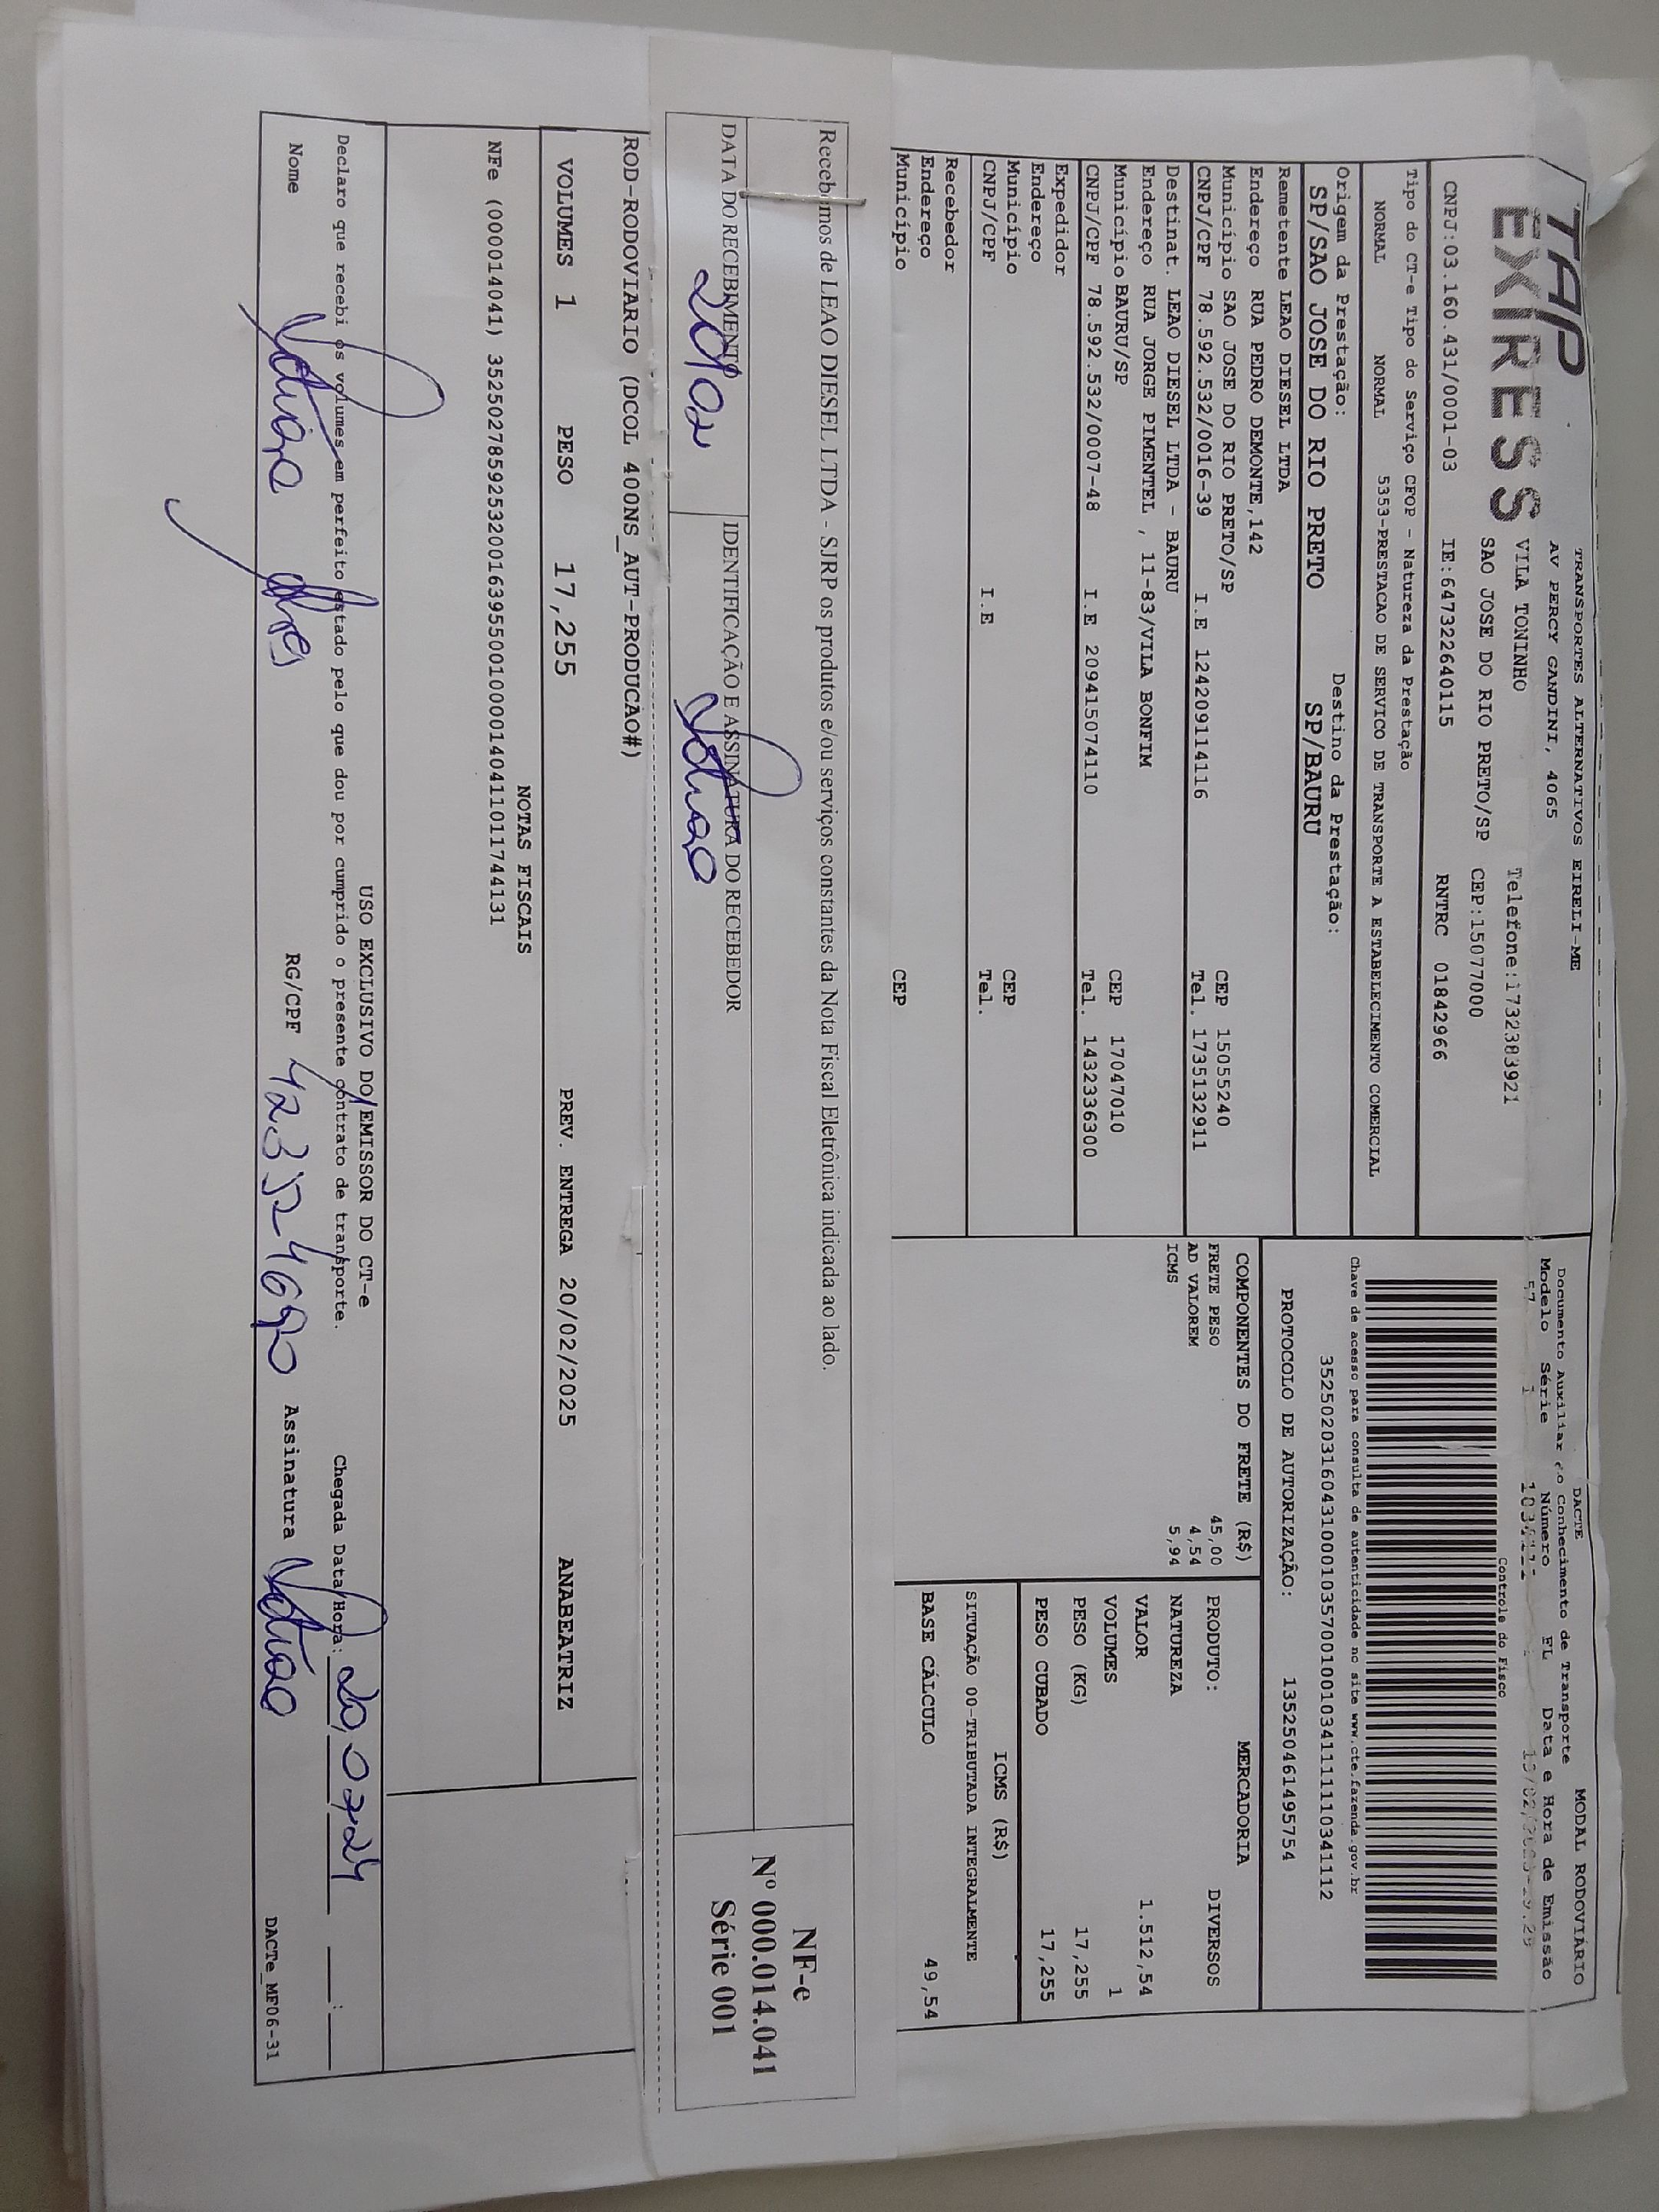 TAP
EXPRESS
TRANSPORTES ALTERNATIVOS EIRELI-ME
AV PERCY GANDINI, 4065
VILA TONINHO Telefone:1732383921
SAO JOSE DO RIO PRETO/SP CEP:15077000
CNPJ:03.160.431/0001-03 IE:647322640115 RNTRC 01842966
DACTE
Documento Auxiliar do Conhecimento de Transporte
MODAL RODOVIÁRIO
Modelo Série Número FL Data e Hora de Emissão
57 1
Controle do Fisco
Tipo do CT-e Tipo do Serviço CFOP - Natureza da Prestação
NORMAL NORMAL 5353-PRESTACAO DE SERVICO DE TRANSPORTE A ESTABELECIMENTO COMERCIAL
Chave de acesso para consulta de autenticidade no site www.cte.fazenda.gov.br
35250203160431000103570010010341111110341112
Origem da Prestação: Destino da Prestação:
SP/SAO JOSE DO RIO PRETO SP/BAURU
PROTOCOLO DE AUTORIZAÇÃO: 135250461495754
Remetente LEAO DIESEL LTDA
Endereço RUA PEDRO DEMONTE,142
Município SAO JOSE DO RIO PRETO/SP CEP 15055240
CNPJ/CPF 78.592.532/0016-39 I.E 124209114116 Tel. 1735132911
Destinat. LEAO DIESEL LTDA - BAURU
Endereço RUA JORGE PIMENTEL , 11-83/VILA BONFIM
Município BAURU/SP CEP 17047010
CNPJ/CPF 78.592.532/0007-48 I.E 209415074110 Tel. 1432336300
Expedidor
Endereço
Município CEP
CNPJ/CPF I.E Tel.
Recebedor
Endereço
Município CEP
COMPONENTES DO FRETE (R$)
FRETE PESO 45,00
AD VALOREM 4,54
ICMS 5,94
MERCADORIA
PRODUTO: DIVERSOS
NATUREZA
VALOR 1.512,54
VOLUMES 1
PESO (KG) 17,255
PESO CUBADO 17,255
ICMS (R$)
SITUAÇÃO 00-TRIBUTADA INTEGRALMENTE
BASE CÁLCULO 49,54
Recebemos de LEAO DIESEL LTDA - SJRP os produtos e/ou serviços constantes da Nota Fiscal Eletrônica indicada ao lado.
DATA DO RECEBIMENTO IDENTIFICAÇÃO E ASSINATURA DO RECEBEDOR
NF-e
Nº 000.014.041
Série 001
ROD-RODOVIARIO (DCOL 400NS_AUT-PRODUCAO#)
VOLUMES 1 PESO 17,255 PREV. ENTREGA 20/02/2025 ANABEATRIZ
NOTAS FISCAIS
NFe (000014041) 35250278592532001639550010000140411011744131
USO EXCLUSIVO DO EMISSOR DO CT-e
Declaro que recebi os volumes em perfeito estado pelo que dou por cumprido o presente contrato de transporte. Chegada Data/Hora:
Nome RG/CPF Assinatura
DACTe_MF06-31